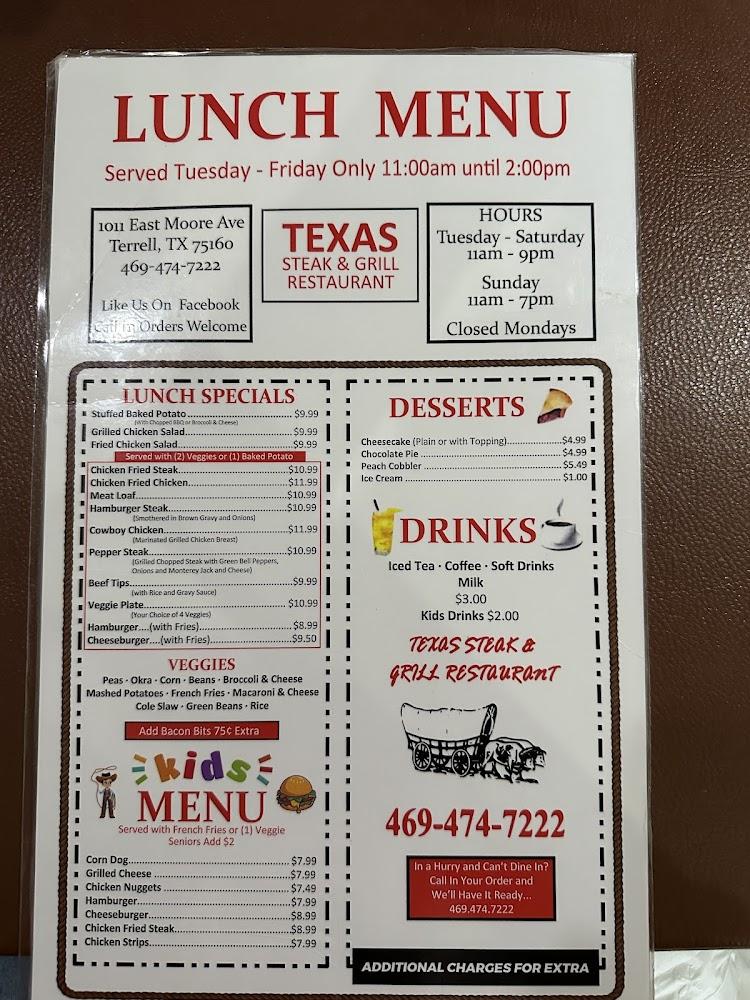 LUNCH MENU
Served Tuesday - Friday Only 11:00am until 2:00pm
1011 East Moore Ave
Terrell, TX 75160
469-474-7222
Like Us On Facebook
Call in Orders Welcome
TEXAS
STEAK & GRILL
RESTAURANT
HOURS
Tuesday - Saturday
11am - 9pm
Sunday
11am - 7pm
Closed Mondays
LUNCH SPECIALS
Stuffed Baked Potato.......................... $9.99
(With Chopped BBQ or Broccoli & Cheese)
Grilled Chicken Salad...........................$9.99
Fried Chicken Salad.............................$9.99
Served with (2) Veggies or (1) Baked Potato
Chicken Fried Steak...........................$10.99
Chicken Fried Chicken........................$11.99
Meat Loaf.........................................$10.99
Hamburger Steak..............................$10.99
(Smothered in Brown Gravy and Onions)
Cowboy Chicken...............................$11.99
(Marinated Grilled Chicken Breast)
Pepper Steak....................................$10.99
(Grilled Chopped Steak with Green Bell Peppers,
Onions and Monterey Jack and Cheese)
Beef Tips...........................................$9.99
(with Rice and Gravy Sauce)
Veggie Plate.....................................$10.99
(Your Choice of 4 Veggies)
Hamburger....(with Fries).....................$8.99
Cheeseburger....(with Fries)..................$9.50
VEGGIES
Peas · Okra · Corn · Beans · Broccoli & Cheese
Mashed Potatoes · French Fries · Macaroni & Cheese
Cole Slaw · Green Beans · Rice
Add Bacon Bits 75¢ Extra
kids
MENU
Served with French Fries or (1) Veggie
Seniors Add $2
Corn Dog..........................................$7.99
Grilled Cheese ..................................$7.99
Chicken Nuggets ...............................$7.49
Hamburger........................................$7.99
Cheeseburger....................................$8.99
Chicken Fried Steak............................$8.99
Chicken Strips....................................$7.99
DESSERTS
Cheesecake (Plain or with Topping)....................$4.99
Chocolate Pie ..........................................$4.99
Peach Cobbler ..........................................$5.49
Ice Cream ..............................................$1.00
DRINKS
Iced Tea · Coffee · Soft Drinks
Milk
$3.00
Kids Drinks $2.00
TEXAS STEAK &
GRILL RESTAURANT
469-474-7222
In a Hurry and Can't Dine In?
Call In Your Order and
We'll Have It Ready...
469.474.7222
ADDITIONAL CHARGES FOR EXTRA